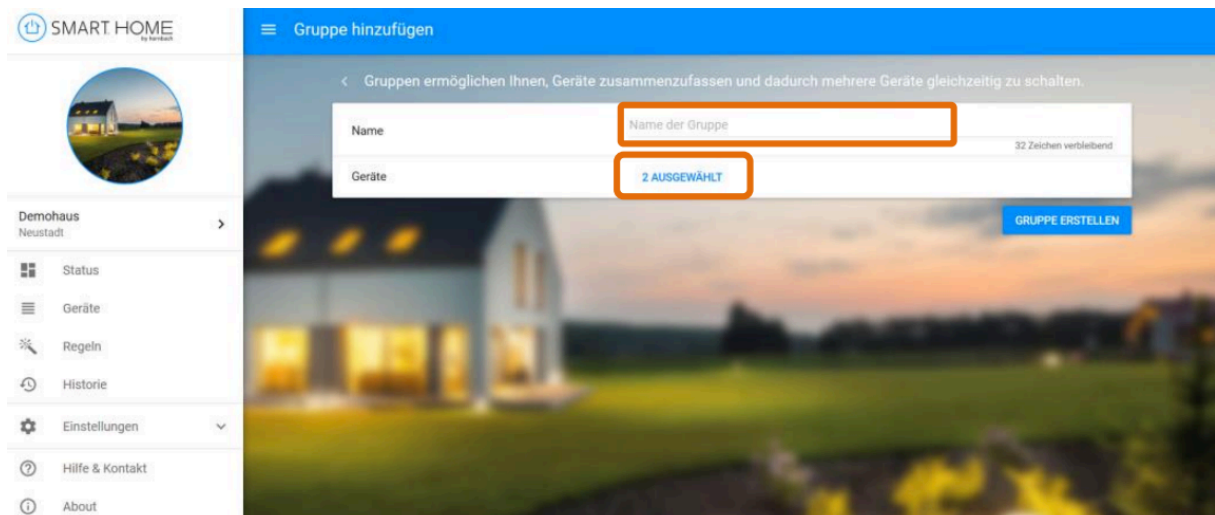 SMART HOME
by hornbach
Gruppe hinzufügen
Gruppen ermöglichen Ihnen, Geräte zusammenzufassen und dadurch mehrere Geräte gleichzeitig zu schalten.
Name
Name der Gruppe
32 Zeichen verbleibend
Geräte
2 AUSGEWÄHLT
GRUPPE ERSTELLEN
Demohaus
Neustadt
Status
Geräte
Regeln
Historie
Einstellungen
Hilfe & Kontakt
About